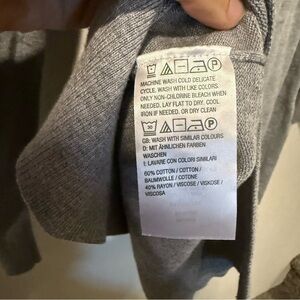 MACHINE WASH COLD DELICATE
CYCLE. WASH WITH LIKE COLORS.
ONLY NON-CHLORINE BLEACH WHEN
NEEDED. LAY FLAT TO DRY. COOL
IRON IF NEEDED. OR DRY CLEAN
30 P
GB: WASH WITH SIMILAR COLOURS
D: MIT ÄHNLICHEN FARBEN
WASCHEN
I: LAVARE CON COLORI SIMILARI
60% COTTON / COTTON /
BAUMWOLLE / COTONE
40% RAYON / VISCOSE / VISKOSE /
VISCOSA